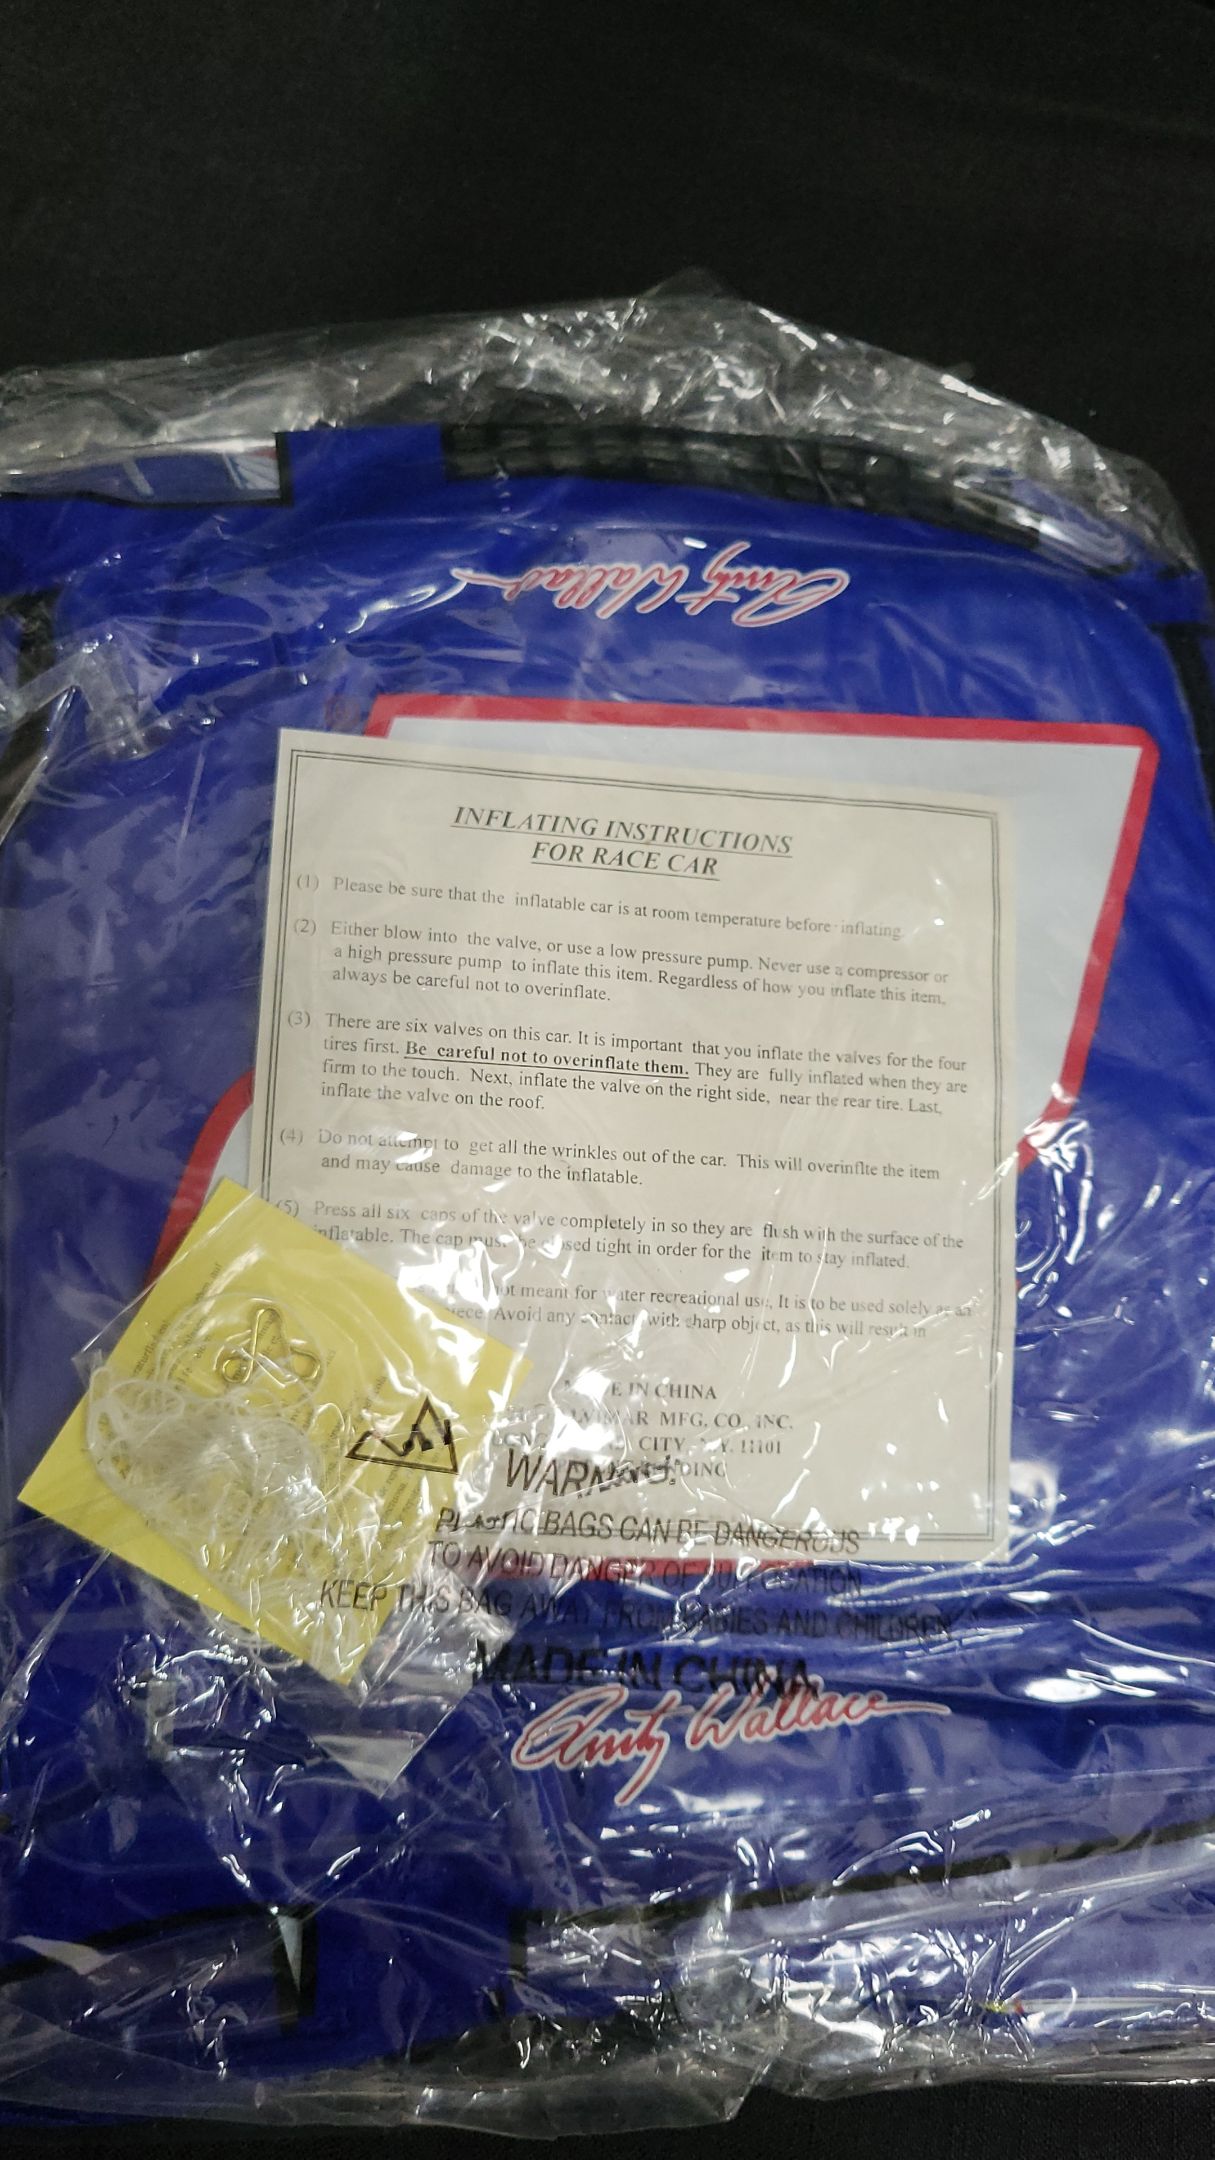 Rusty Wallace
INFLATING INSTRUCTIONS
FOR RACE CAR
(1) Please be sure that the inflatable car is at room temperature before inflating
(2) Either blow into the valve, or use a low pressure pump. Never use a compressor or
a high pressure pump to inflate this item. Regardless of how you inflate this item,
always be careful not to overinflate.
(3) There are six valves on this car. It is important that you inflate the valves for the four
tires first. Be careful not to overinflate them. They are fully inflated when they are
firm to the touch. Next, inflate the valve on the right side, near the rear tire. Last,
inflate the valve on the roof.
(4) Do not attempt to get all the wrinkles out of the car. This will overinflte the item
and may cause damage to the inflatable.
(5) Press all six caps of the valve completely in so they are flush with the surface of the
inflatable. The cap must be closed tight in order for the item to stay inflated.
not meant for water recreational use, It is to be used solely as an
Avoid any contact with sharp object, as this will result in
MADE IN CHINA
MFG. CO., INC.
CITY, N.Y. 11101
WARNING!
PLASTIC BAGS CAN BE DANGEROUS
TO AVOID DANGER OF SUFFOCATION
KEEP THIS BAG AWAY FROM BABIES AND CHILDREN
MADE IN CHINA
Rusty Wallace